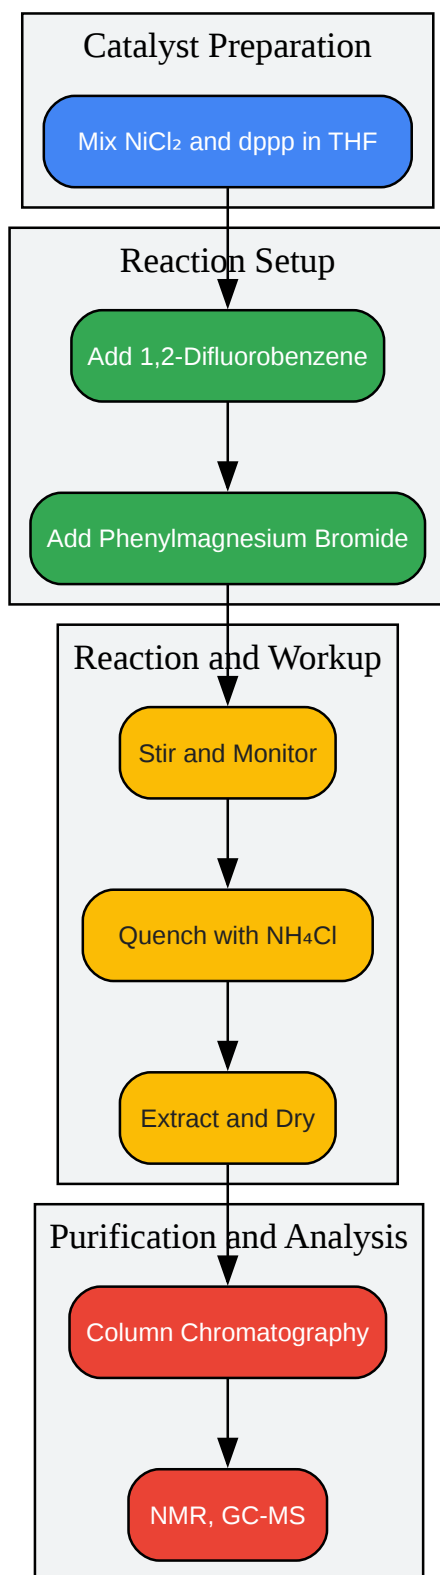 Catalyst Preparation
Mix NiCl₂ and dppp in THF
Reaction Setup
Add 1,2-Difluorobenzene
Add Phenylmagnesium Bromide
Reaction and Workup
Stir and Monitor
Quench with NH₄Cl
Extract and Dry
Purification and Analysis
Column Chromatography
NMR, GC-MS